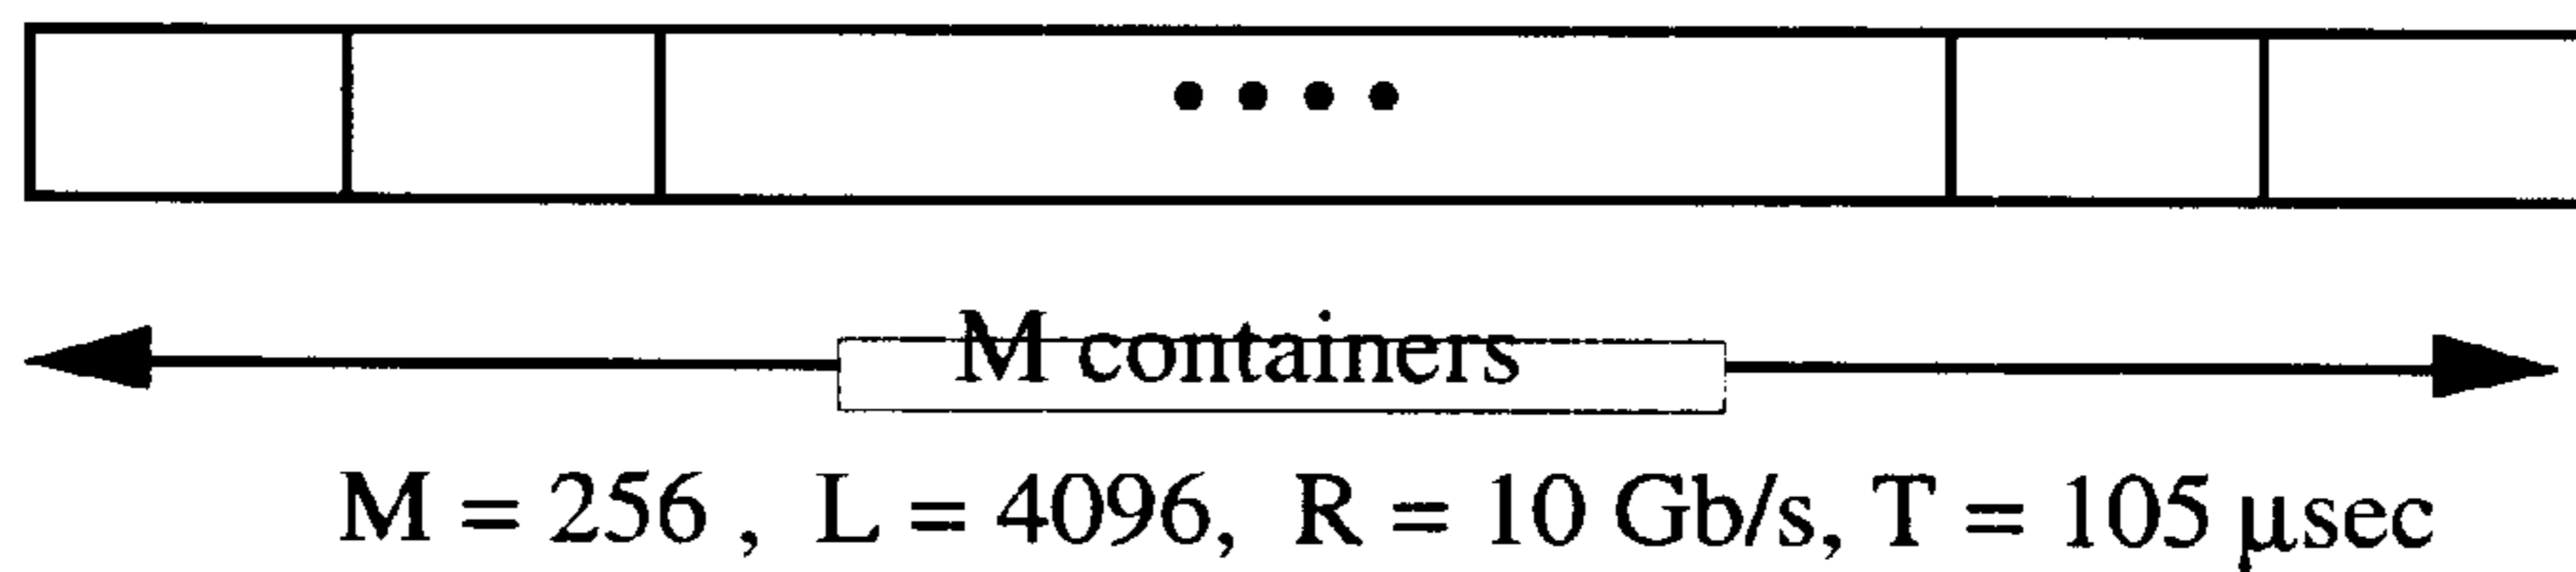 M containers
M = 256 , L = 4096, R = 10 Gb/s, T = 105 μsec